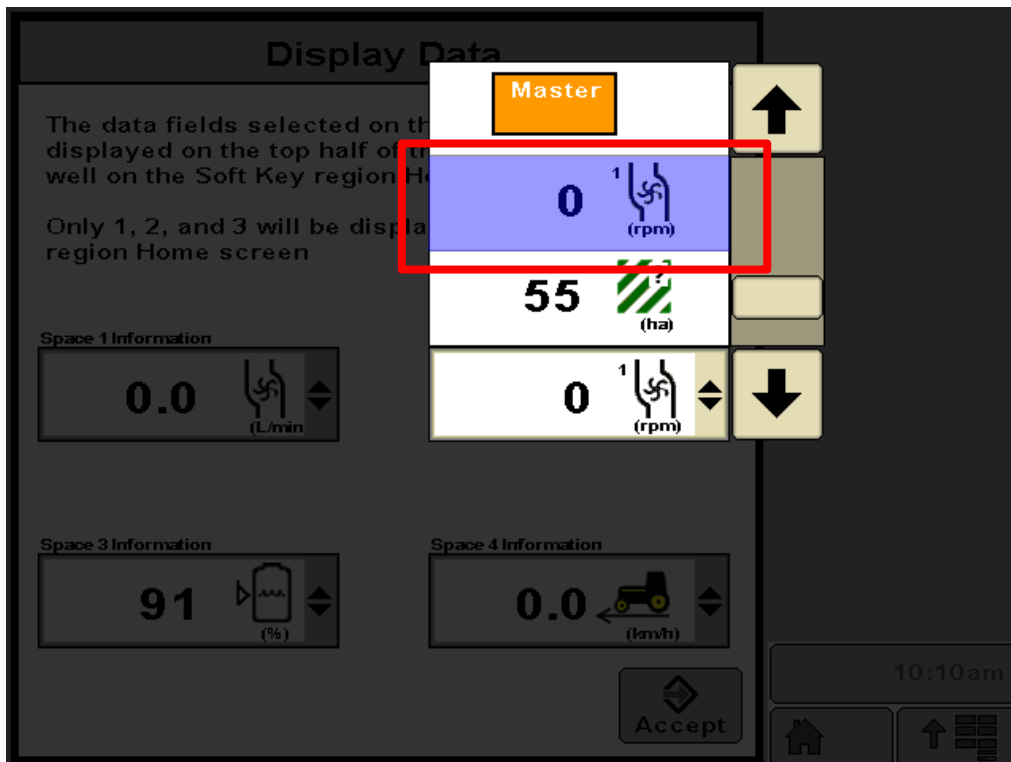 Display Data
Master
The data fields selected on th
displayed on the top half of th
well on the Soft Key region H
0 1 (rpm)
Only 1, 2, and 3 will be displa
region Home screen
55 ? (ha)
Space 1 Information
0.0 (L/min
0 1 (rpm)
Space 3 Information
91 (%)
Space 4 Information
0.0 (km/h)
10:10am
Accept